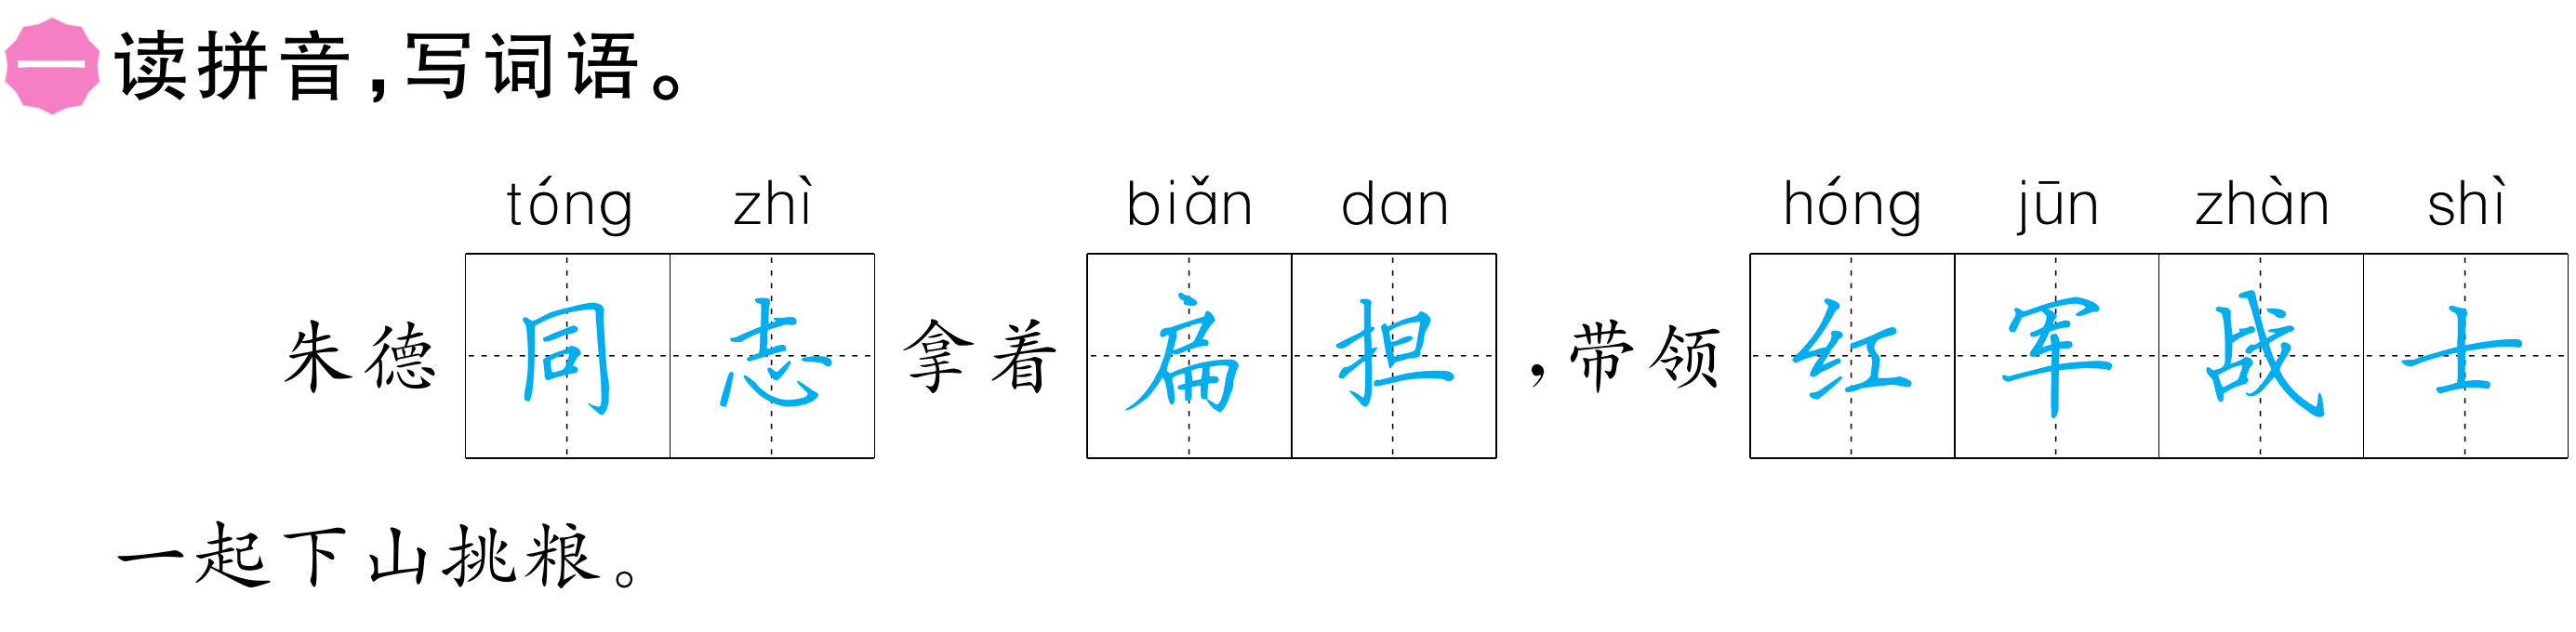 一 读拼音,写词语。
tóng zhì biǎn dan hóng jūn zhàn shì
朱德同志拿着扁担,带领红军战士
一起下山挑粮。